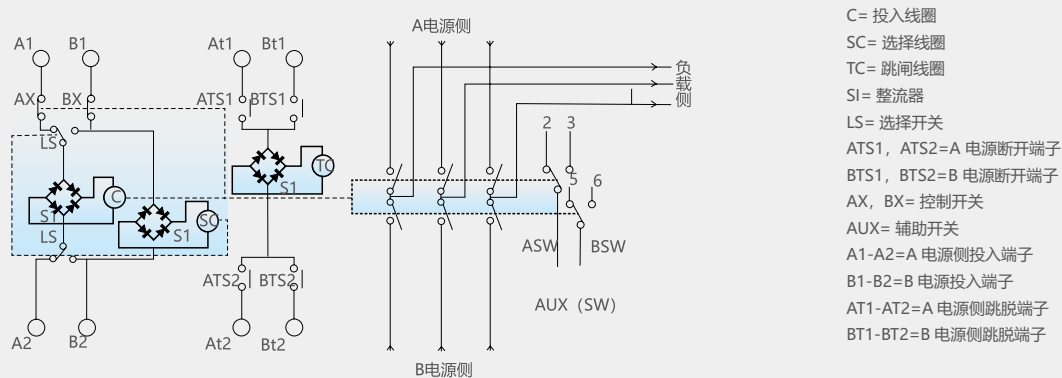 A电源侧
A1
B1
At1
Bt1
AX
BX
ATS1
BTS1
LS
S1
C
LS
S1
SC
S1
TC
负
载
侧
2
3
5
6
ASW
BSW
AUX（SW）
ATS2
BTS2
A2
B2
At2
Bt2
B电源侧
C= 投入线圈
SC= 选择线圈
TC= 跳闸线圈
SI= 整流器
LS= 选择开关
ATS1，ATS2=A 电源断开端子
BTS1，BTS2=B 电源断开端子
AX，BX= 控制开关
AUX= 辅助开关
A1-A2=A 电源侧投入端子
B1-B2=B 电源投入端子
AT1-AT2=A 电源侧跳脱端子
BT1-BT2=B 电源侧跳脱端子